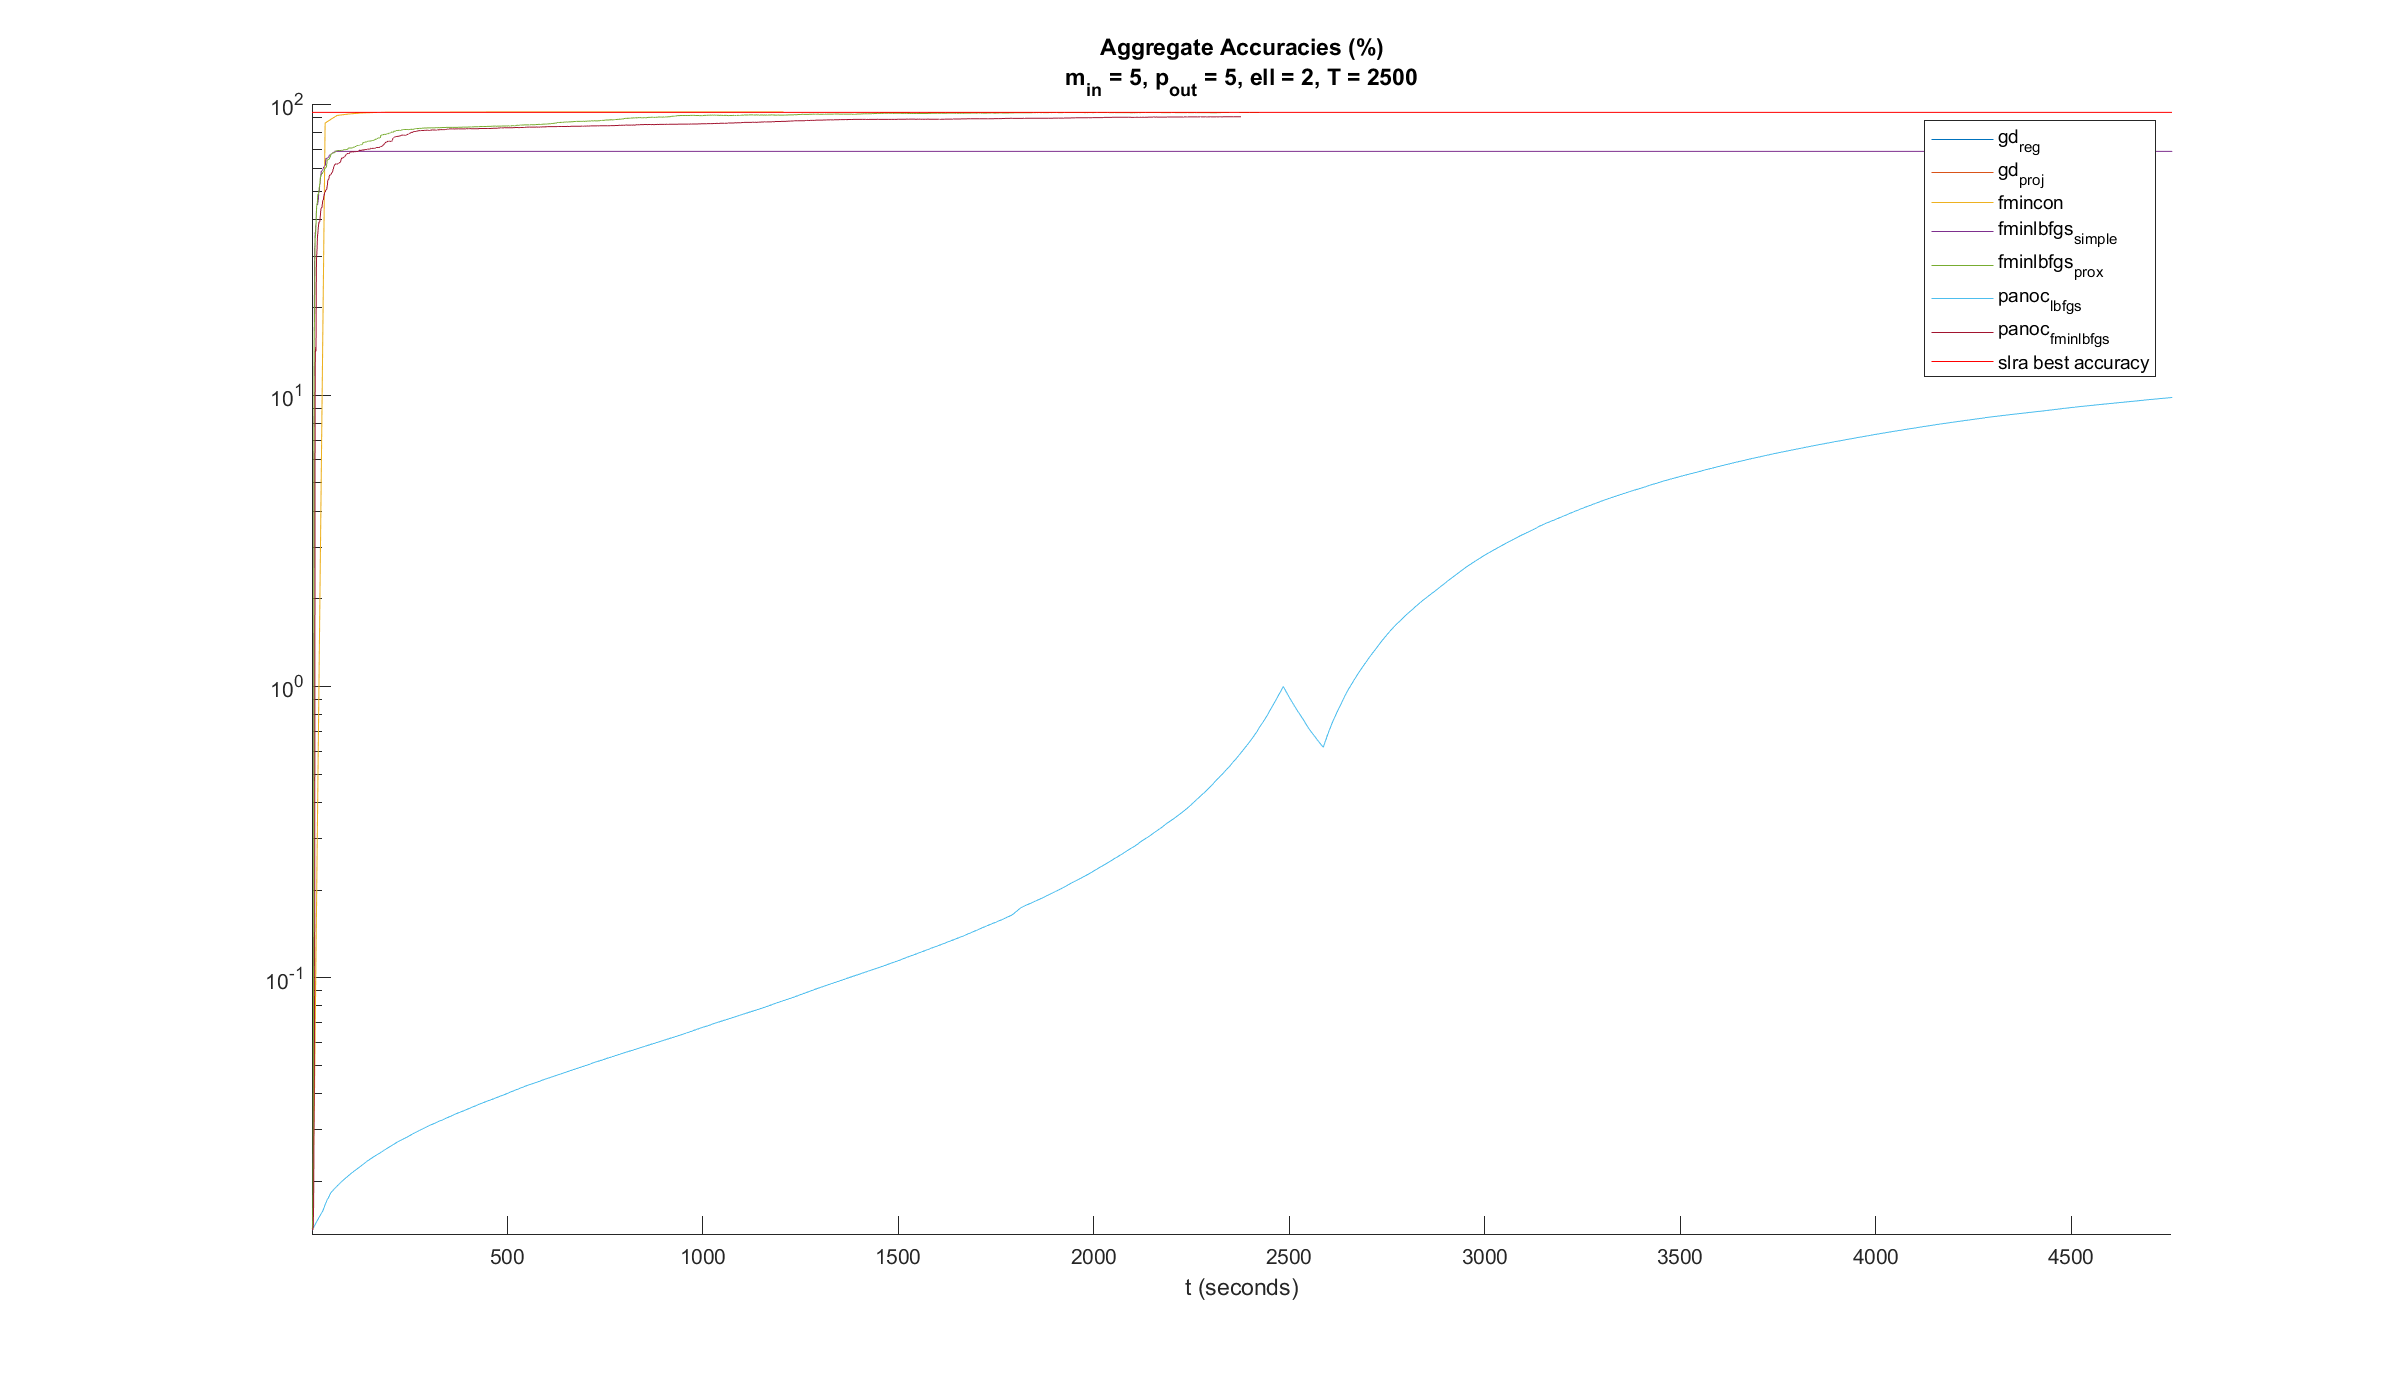 Aggregate Accuracies (%)
m_in = 5, p_out = 5, ell = 2, T = 2500
10^2
10^1
10^0
10^-1
gd_reg
gd_proj
fmincon
fminlbfgs_simple
fminlbfgs_prox
panoc_lbfgs
panoc_fminlbfgs
slra best accuracy
500 1000 1500 2000 2500 3000 3500 4000 4500
t (seconds)